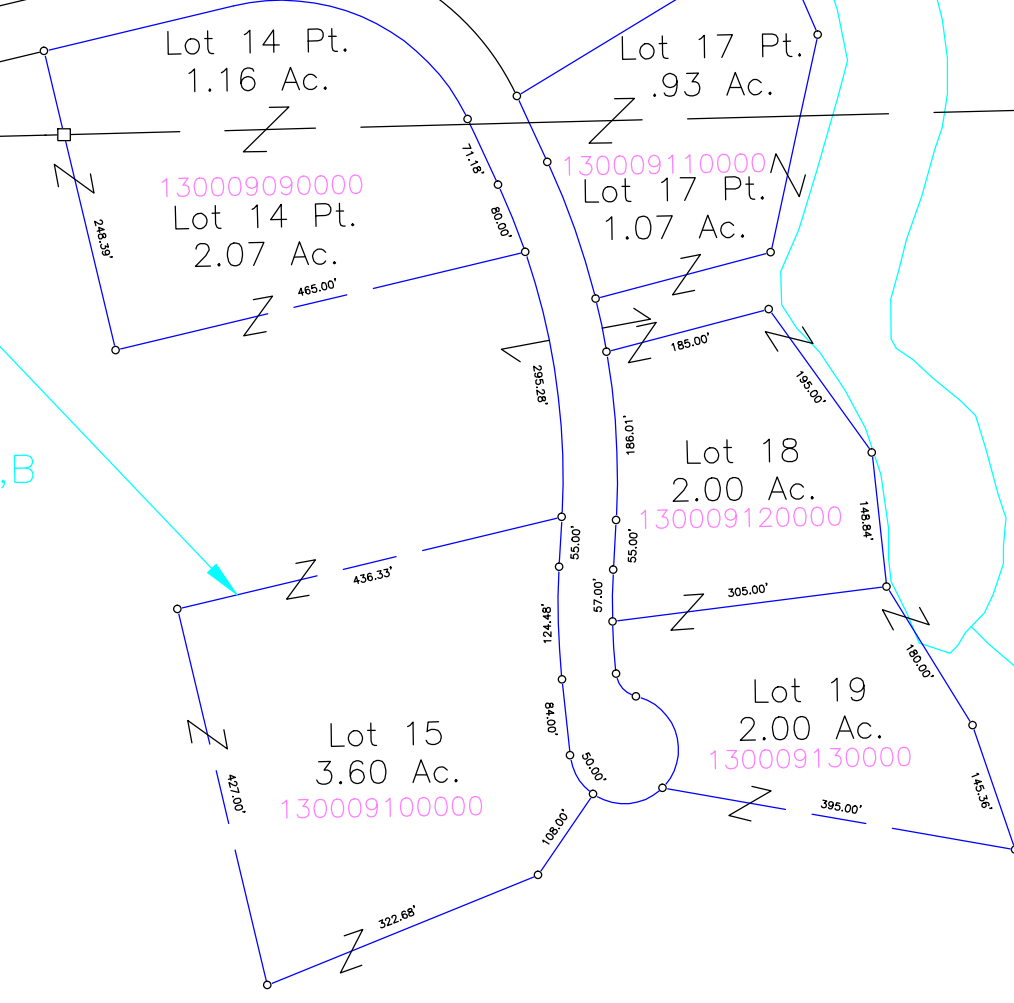 Lot 14 Pt.
1.16 Ac.
Lot 17 Pt.
.93 Ac.
71.18'
130009110000
130009090000
Lot 17 Pt.
1.07 Ac.
Lot 14 Pt.
2.07 Ac.
80.00'
248.39'
465.00'
185.00'
295.28'
195.00'
186.01'
,B
Lot 18
2.00 Ac.
130009120000
148.84'
55.00'
55.00'
436.33'
57.00'
305.00'
124.48'
180.00'
Lot 19
2.00 Ac.
130009130000
84.00'
Lot 15
3.60 Ac.
130009100000
50.00'
427.00'
145.36'
395.00'
108.00'
322.68'